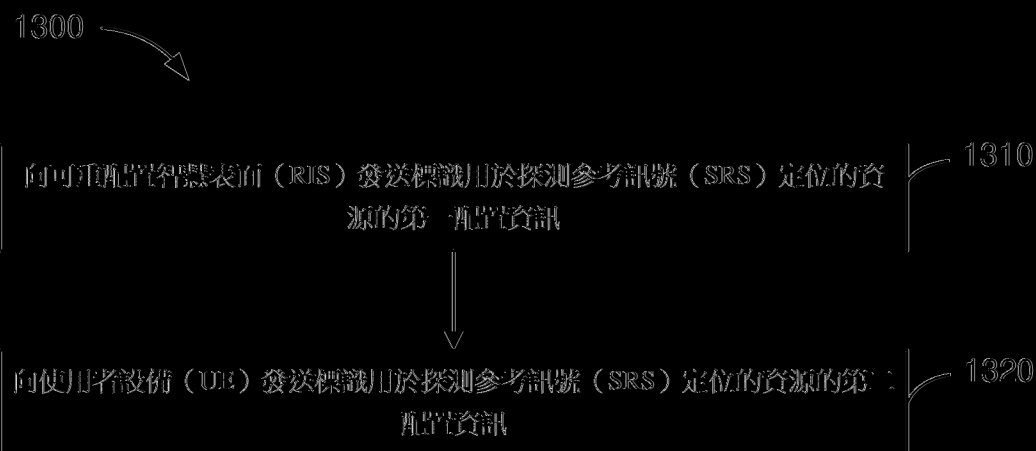 1300
向可重配置智慧表面（RIS）發送標識用於探測參考訊號（SRS）定位的資
源的第一配置資訊
1310
向使用者設備（UE）發送標識用於探測參考訊號（SRS）定位的資源的第二
配置資訊
1320